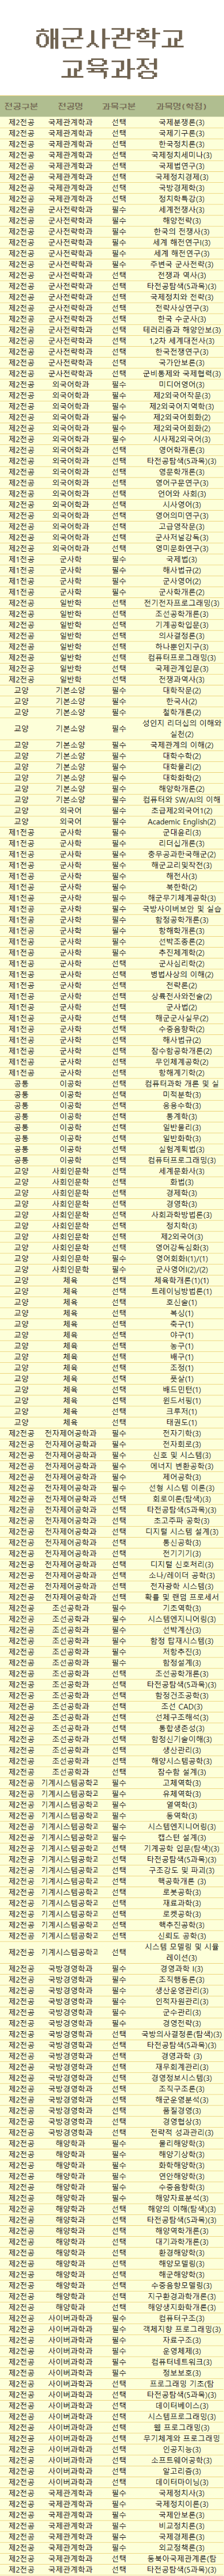 해군사관학교
교육과정
전공구분 전공명 과목구분 과목명(학점)
제2전공 국제관계학과 선택 국제분쟁론(3)
제2전공 국제관계학과 선택 국제기구론(3)
제2전공 국제관계학과 선택 한국정치론(3)
제2전공 국제관계학과 선택 국제정치세미나(3)
제2전공 국제관계학과 선택 국제법연구(3)
제2전공 국제관계학과 선택 국제정치경제(3)
제2전공 국제관계학과 선택 국방경제학(3)
제2전공 국제관계학과 선택 정치학특강(3)
제2전공 군사전략학과 필수 세계전쟁사(3)
제2전공 군사전략학과 필수 해양전략(3)
제2전공 군사전략학과 필수 한국의 전쟁사(3)
제2전공 군사전략학과 필수 세계 해전연구I(3)
제2전공 군사전략학과 필수 세계 해전연구(3)
제2전공 군사전략학과 필수 주변국 군사전략(3)
제2전공 군사전략학과 선택 전쟁과 역사(3)
제2전공 군사전략학과 선택 타전공탐색(5과목)(3)
제2전공 군사전략학과 선택 국제정치와 전략(3)
제2전공 군사전략학과 선택 전략사상연구(3)
제2전공 군사전략학과 선택 한국 수군사(3)
제2전공 군사전략학과 선택 테러리즘과 해양안보(3)
제2전공 군사전략학과 선택 1,2차 세계대전사(3)
제2전공 군사전략학과 선택 한국전쟁연구(3)
제2전공 군사전략학과 선택 국가안보론(3)
제2전공 군사전략학과 선택 군비통제와 국제협력(3)
제2전공 외국어학과 필수 미디어영어(3)
제2전공 외국어학과 필수 제2외국어작문(3)
제2전공 외국어학과 필수 제2외국어지역학(3)
제2전공 외국어학과 필수 제2외국어회화(2)
제2전공 외국어학과 필수 제2외국어회화(2)
제2전공 외국어학과 필수 시사제2외국어(3)
제2전공 외국어학과 선택 영어학개론(3)
제2전공 외국어학과 선택 타전공탐색(5과목)(3)
제2전공 외국어학과 선택 영문학개론(3)
제2전공 외국어학과 선택 영어구문연구(3)
제2전공 외국어학과 선택 언어와 사회(3)
제2전공 외국어학과 선택 시사영어(3)
제2전공 외국어학과 선택 영어의미연구(3)
제2전공 외국어학과 선택 고급영작문(3)
제2전공 외국어학과 선택 군사저널강독(3)
제2전공 외국어학과 선택 영미문화연구(3)
제1전공 군사학 필수 국제법(3)
제1전공 군사학 필수 해사법규(2)
제1전공 군사학 필수 군사영어(2)
제1전공 군사학 필수 군사학개론(2)
제2전공 일반학 선택 전기전자프로그래밍(3)
제2전공 일반학 선택 조선공학개론(3)
제2전공 일반학 선택 기계공학입문(3)
제2전공 일반학 선택 의사결정론(3)
제2전공 일반학 선택 하나뿐인지구(3)
제2전공 일반학 선택 컴퓨터프로그래밍(3)
제2전공 일반학 선택 국제관계입문(3)
제2전공 일반학 선택 전쟁과역사(3)
교양 기본소양 필수 대학작문(2)
교양 기본소양 필수 한국사(2)
교양 기본소양 필수 철학개론(2)
교양 기본소양 필수 성인지 리더십의 이해와
실천(2)
교양 기본소양 필수 국제관계의 이해(2)
교양 기본소양 필수 대학수학(2)
교양 기본소양 필수 대학물리(2)
교양 기본소양 필수 대학화학(2)
교양 기본소양 필수 해양학개론(2)
교양 기본소양 필수 컴퓨터와 SW/AI의 이해
교양 외국어 필수 초급제2외국어1(2)
교양 외국어 필수 Academic English(2)
제1전공 군사학 필수 군대윤리(3)
제1전공 군사학 필수 리더십개론(3)
제1전공 군사학 필수 충무공과한국해군(2)
제1전공 군사학 필수 해군교리및작전(3)
제1전공 군사학 필수 해전사(3)
제1전공 군사학 필수 북한학(2)
제1전공 군사학 필수 해군무기체계공학(3)
제1전공 군사학 필수 국방사이버보안 및 실습
제1전공 군사학 필수 함정공학개론(3)
제1전공 군사학 필수 항해학개론(3)
제1전공 군사학 필수 선박조종론(2)
제1전공 군사학 필수 추진체계학(2)
제1전공 군사학 선택 군사심리학(2)
제1전공 군사학 선택 병법사상의 이해(2)
제1전공 군사학 선택 전략론(2)
제1전공 군사학 선택 상륙전사와전술(2)
제1전공 군사학 선택 군사법(2)
제1전공 군사학 선택 해군군사실무(2)
제1전공 군사학 선택 수중음향학(2)
제1전공 군사학 선택 해사법규(2)
제1전공 군사학 선택 잠수함공학개론(2)
제1전공 군사학 선택 무인체계공학(2)
제1전공 군사학 선택 항해계기학(2)
공통 이공학 선택 컴퓨터과학 개론 및 실
공통 이공학 선택 미적분학(3)
공통 이공학 선택 응용수학(3)
공통 이공학 선택 통계학(3)
공통 이공학 선택 일반물리(3)
공통 이공학 선택 일반화학(3)
공통 이공학 선택 실험계획법(3)
공통 이공학 선택 컴퓨터프로그래밍(3)
교양 사회인문학 선택 세계문화사(3)
교양 사회인문학 선택 화법(3)
교양 사회인문학 선택 경제학(3)
교양 사회인문학 선택 경영학(3)
교양 사회인문학 선택 사회과학방법론(3)
교양 사회인문학 선택 정치학(3)
교양 사회인문학 선택 제2외국어(3)
교양 사회인문학 선택 영어강독심화(3)
교양 사회인문학 필수 영어회화I(1)/(1)
교양 사회인문학 필수 군사영어I(2)/(2)
교양 체육 선택 체육학개론(1)(1)
교양 체육 선택 트레이닝방법론(1)
교양 체육 선택 호신술(1)
교양 체육 선택 복싱(1)
교양 체육 선택 축구(1)
교양 체육 선택 야구(1)
교양 체육 선택 농구(1)
교양 체육 선택 배구(1)
교양 체육 선택 조정(1)
교양 체육 선택 풋살(1)
교양 체육 선택 배드민턴(1)
교양 체육 선택 윈드서핑(1)
교양 체육 선택 크루저(1)
교양 체육 선택 태권도(1)
제2전공 전자제어공학과 필수 전자기학(3)
제2전공 전자제어공학과 필수 전자회로(3)
제2전공 전자제어공학과 필수 신호 및 시스템(3)
제2전공 전자제어공학과 필수 에너지 변환공학(3)
제2전공 전자제어공학과 필수 제어공학(3)
제2전공 전자제어공학과 필수 선형 시스템 이론(3)
제2전공 전자제어공학과 선택 회로이론(탐색)(3)
제2전공 전자제어공학과 선택 타전공탐색(5과목)(3)
제2전공 전자제어공학과 선택 초고주파 공학(3)
제2전공 전자제어공학과 선택 디지털 시스템 설계(3)
제2전공 전자제어공학과 선택 통신공학(3)
제2전공 전자제어공학과 선택 전기기기(3)
제2전공 전자제어공학과 선택 디지털 신호처리(3)
제2전공 전자제어공학과 선택 소나/레이더 공학(3)
제2전공 전자제어공학과 선택 전자광학 시스템(3)
제2전공 전자제어공학과 선택 확률 및 랜덤 프로세서
제2전공 조선공학과 필수 기초역학(3)
제2전공 조선공학과 필수 시스템엔지니어링(3)
제2전공 조선공학과 필수 선박계산(3)
제2전공 조선공학과 필수 함정 탑재시스템(3)
제2전공 조선공학과 필수 저항추진(3)
제2전공 조선공학과 필수 함정설계(3)
제2전공 조선공학과 선택 조선공학개론(3)
제2전공 조선공학과 선택 타전공탐색(5과목)(3)
제2전공 조선공학과 선택 함정건조공학(3)
제2전공 조선공학과 선택 조선 CAD(3)
제2전공 조선공학과 선택 선체구조해석(3)
제2전공 조선공학과 선택 통합생존성(3)
제2전공 조선공학과 선택 함정신기술이해(3)
제2전공 조선공학과 선택 생산관리(3)
제2전공 조선공학과 선택 해양시스템공학(3)
제2전공 조선공학과 선택 잠수함 설계(3)
제2전공 기계시스템공학교 필수 고체역학(3)
제2전공 기계시스템공학교 필수 유체역학(3)
제2전공 기계시스템공학교 필수 열역학(3)
제2전공 기계시스템공학교 필수 동역학(3)
제2전공 기계시스템공학교 필수 시스템엔지니어링(3)
제2전공 기계시스템공학교 필수 캡스턴 설계(3)
제2전공 기계시스템공학교 선택 기계공학 입문(탐색)(3)
제2전공 기계시스템공학교 선택 타전공탐색(5과목)(3)
제2전공 기계시스템공학교 선택 구조강도 및 파괴(3)
제2전공 기계시스템공학교 선택 핵공학개론 (3)
제2전공 기계시스템공학교 선택 로봇공학(3)
제2전공 기계시스템공학교 선택 재료과학(3)
제2전공 기계시스템공학교 선택 로켓공학(3)
제2전공 기계시스템공학교 선택 핵추진공학(3)
제2전공 기계시스템공학교 선택 신뢰도 공학(3)
제2전공 기계시스템공학교 선택 시스템 모델링 및 시뮬
레이션(3)
제2전공 국방경영학과 필수 경영과학 I(3)
제2전공 국방경영학과 필수 조직행동론(3)
제2전공 국방경영학과 필수 생산운영관리(3)
제2전공 국방경영학과 필수 인적자원관리(3)
제2전공 국방경영학과 필수 군수관리(3)
제2전공 국방경영학과 필수 경영전략(3)
제2전공 국방경영학과 선택 국방의사결정론(탐색)(3)
제2전공 국방경영학과 선택 타전공탐색(5과목)(3)
제2전공 국방경영학과 선택 경영과학 (3)
제2전공 국방경영학과 선택 재무회계관리(3)
제2전공 국방경영학과 선택 경영정보시스템(3)
제2전공 국방경영학과 선택 조직구조론(3)
제2전공 국방경영학과 선택 해군운영분석(3)
제2전공 국방경영학과 선택 품질경영(3)
제2전공 국방경영학과 선택 경영협상(3)
제2전공 국방경영학과 선택 전략적 성과관리(3)
제2전공 해양학과 필수 물리해양학(3)
제2전공 해양학과 필수 해양기상학(3)
제2전공 해양학과 필수 화학해양학(3)
제2전공 해양학과 필수 연안해양학(3)
제2전공 해양학과 필수 수중음향학(3)
제2전공 해양학과 필수 해양자료분석(3)
제2전공 해양학과 선택 해양의 이해(탐색)(3)
제2전공 해양학과 선택 타전공탐색(5과목)(3)
제2전공 해양학과 선택 해양역학개론(3)
제2전공 해양학과 선택 대기과학개론(3)
제2전공 해양학과 선택 환경해양학(3)
제2전공 해양학과 선택 해양모델링(3)
제2전공 해양학과 선택 해군해양학(3)
제2전공 해양학과 선택 수중음향모델링(3)
제2전공 해양학과 선택 지구환경과학개론(3)
제2전공 해양학과 선택 해양생지화학개론(3)
제2전공 사이버과학과 필수 컴퓨터구조(3)
제2전공 사이버과학과 필수 객체지향 프로그래밍(3)
제2전공 사이버과학과 필수 자료구조(3)
제2전공 사이버과학과 필수 운영체제(3)
제2전공 사이버과학과 필수 컴퓨터네트워크(3)
제2전공 사이버과학과 필수 정보보호(3)
제2전공 사이버과학과 선택 프로그래밍 기초(탐
제2전공 사이버과학과 선택 타전공탐색(5과목)(3)
제2전공 사이버과학과 선택 데이터베이스(3)
제2전공 사이버과학과 선택 시스템프로그래밍(3)
제2전공 사이버과학과 선택 웹 프로그래밍(3)
제2전공 사이버과학과 선택 무기체계와 프로그래밍
제2전공 사이버과학과 선택 인공지능(3)
제2전공 사이버과학과 선택 소프트웨어공학(3)
제2전공 사이버과학과 선택 알고리즘(3)
제2전공 사이버과학과 선택 데이터마이닝(3)
제2전공 국제관계학과 필수 국제정치사(3)
제2전공 국제관계학과 필수 국제정치이론(3)
제2전공 국제관계학과 필수 국제안보론(3)
제2전공 국제관계학과 필수 비교정치론(3)
제2전공 국제관계학과 필수 국제경제론(3)
제2전공 국제관계학과 필수 외교정책론(3)
제2전공 국제관계학과 선택 동북아국제관계론(탐
제2전공 국제관계학과 선택 타전공탐색(5과목)(3)